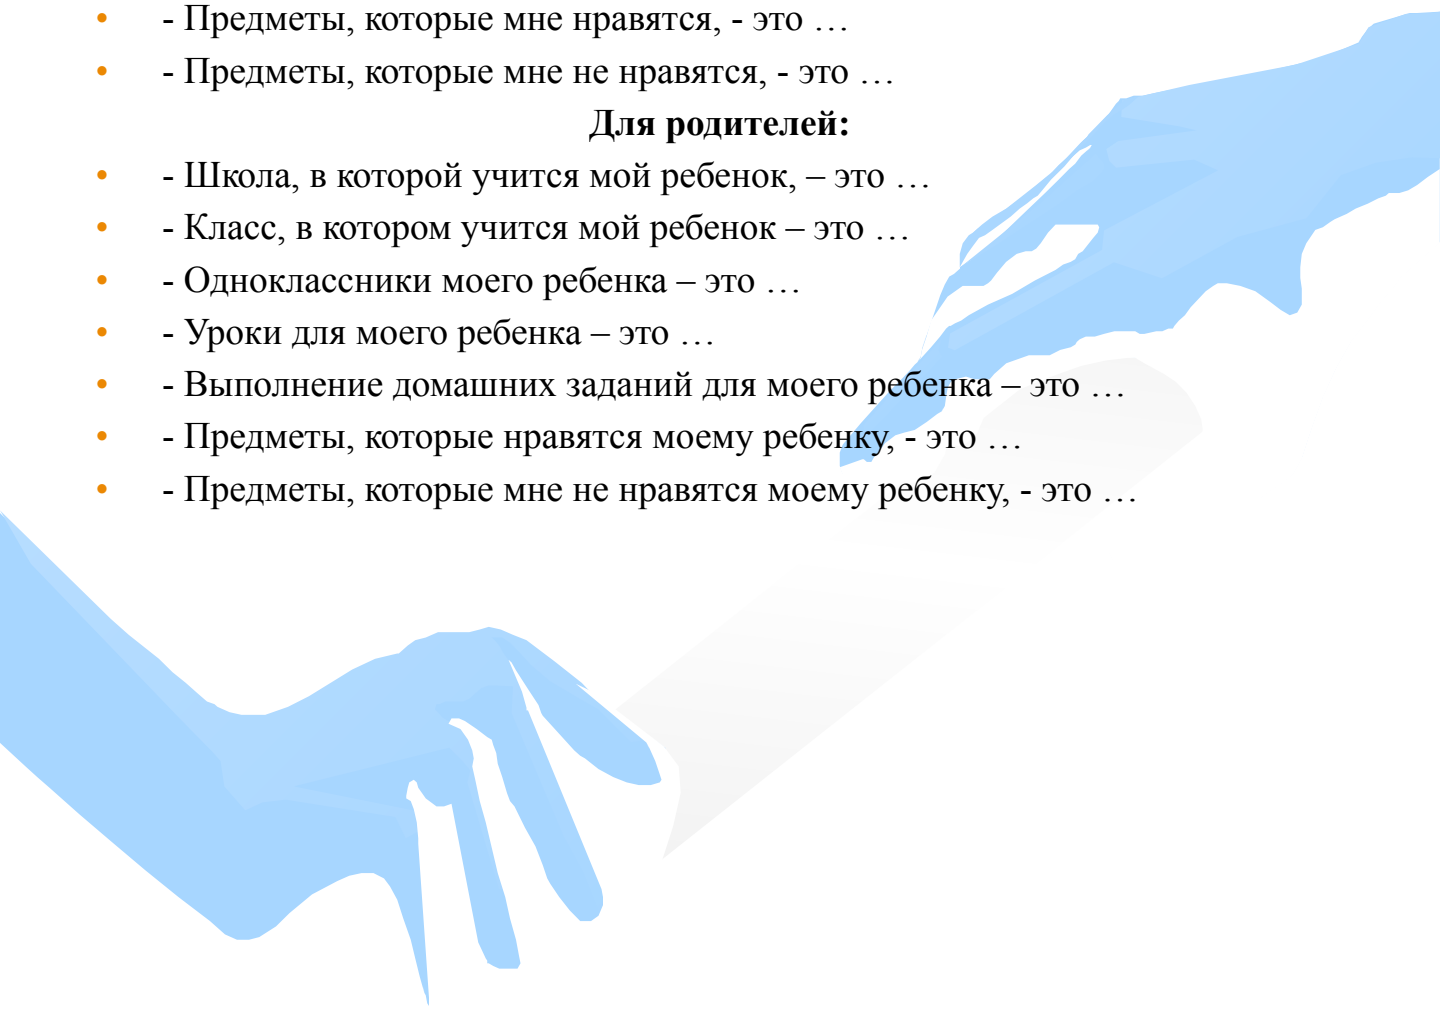 • - Предметы, которые мне нравятся, - это …
• - Предметы, которые мне не нравятся, - это …
Для родителей:
• - Школа, в которой учится мой ребенок, – это …
• - Класс, в котором учится мой ребенок – это …
• - Одноклассники моего ребенка – это …
• - Уроки для моего ребенка – это …
• - Выполнение домашних заданий для моего ребенка – это …
• - Предметы, которые нравятся моему ребенку, - это …
• - Предметы, которые мне не нравятся моему ребенку, - это …